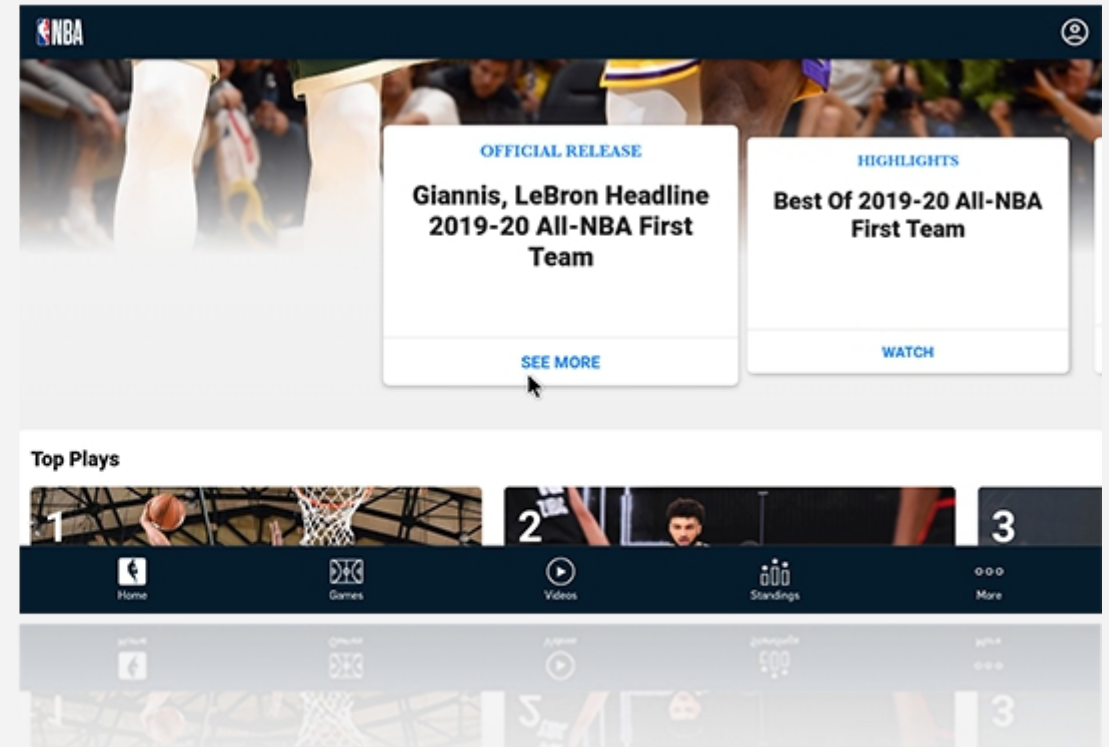 NBA
OFFICIAL RELEASE
Giannis, LeBron Headline
2019-20 All-NBA First
Team
SEE MORE
HIGHLIGHTS
Best Of 2019-20 All-NBA
First Team
WATCH
Top Plays
1
2
3
Home
Games
Videos
Standings
More